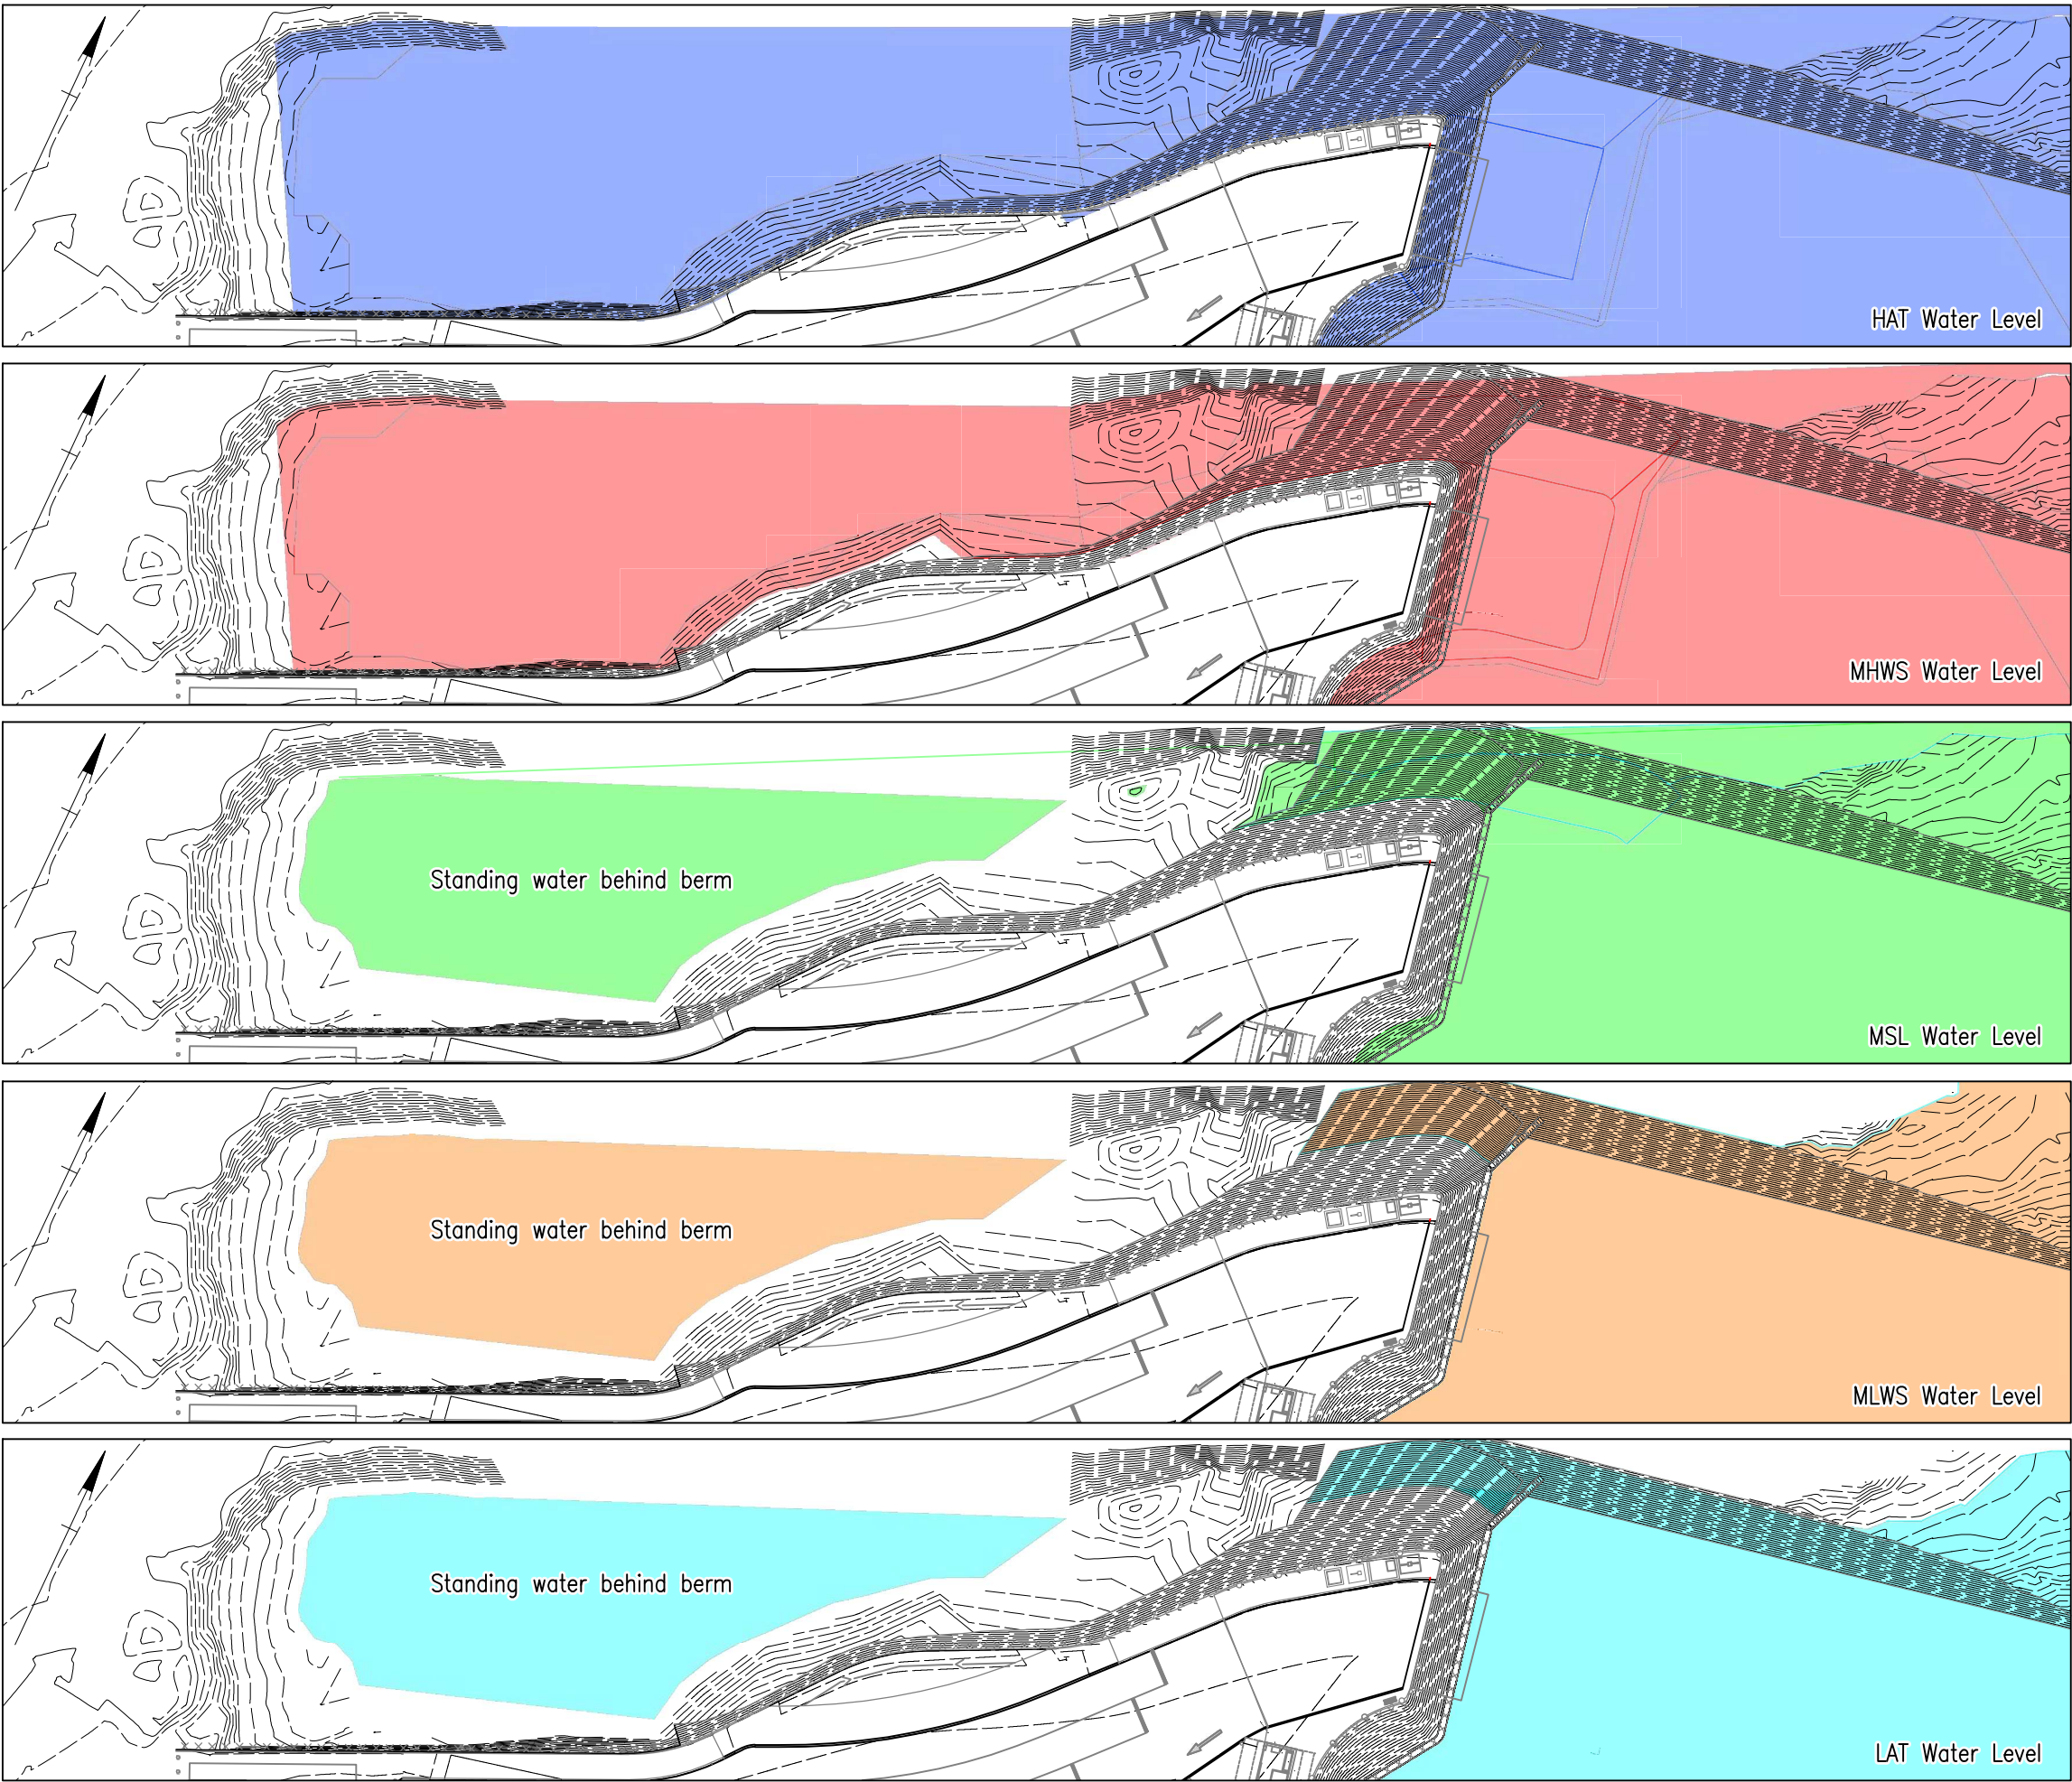 HAT Water Level
MHWS Water Level
Standing water behind berm
MSL Water Level
Standing water behind berm
MLWS Water Level
Standing water behind berm
LAT Water Level